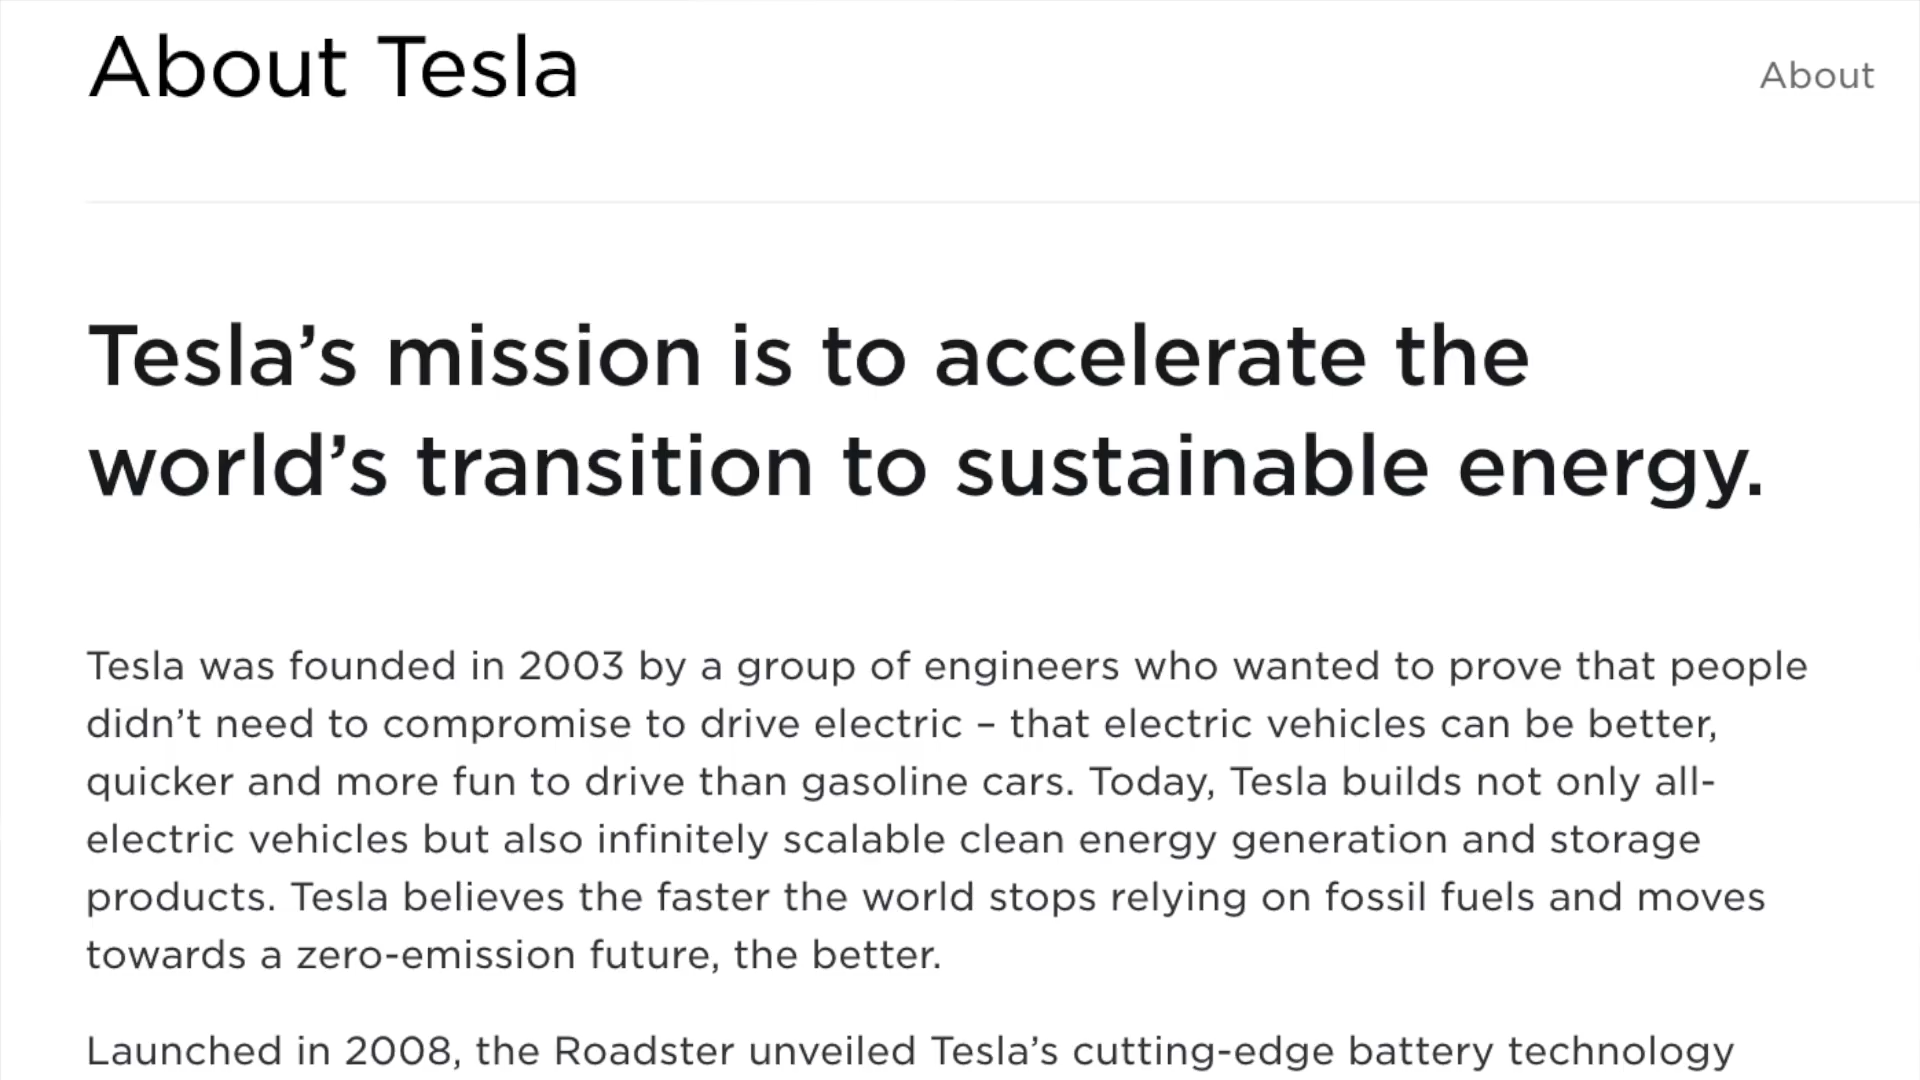 About Tesla
About
Tesla’s mission is to accelerate the
world’s transition to sustainable energy.
Tesla was founded in 2003 by a group of engineers who wanted to prove that people
didn’t need to compromise to drive electric – that electric vehicles can be better,
quicker and more fun to drive than gasoline cars. Today, Tesla builds not only all-
electric vehicles but also infinitely scalable clean energy generation and storage
products. Tesla believes the faster the world stops relying on fossil fuels and moves
towards a zero-emission future, the better.
Launched in 2008, the Roadster unveiled Tesla’s cutting-edge battery technology